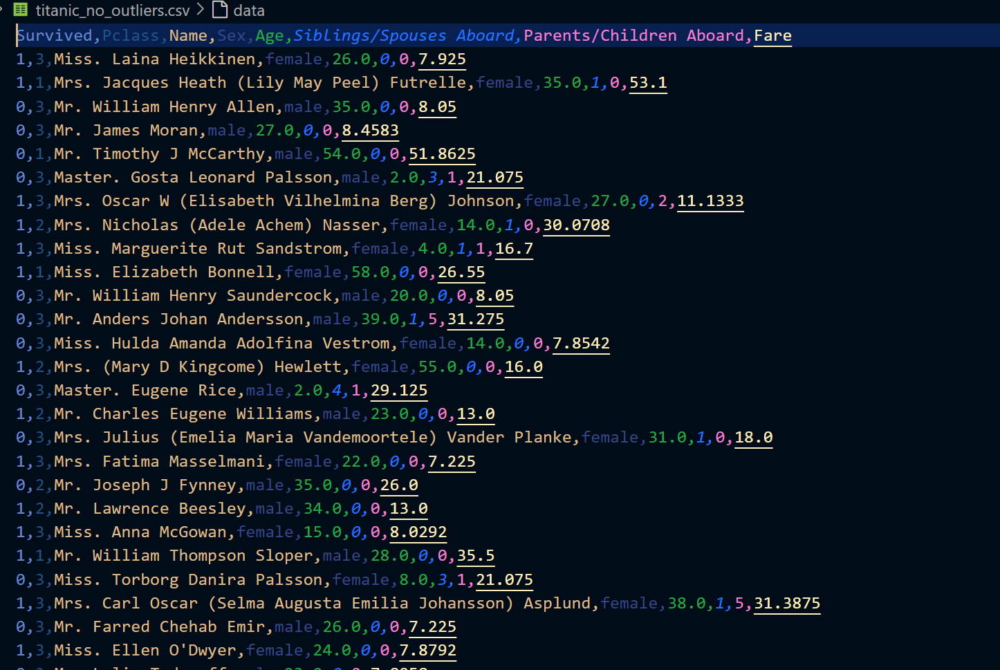 titanic_no_outliers.csv > data
Survived,Pclass,Name,Sex,Age,Siblings/Spouses Aboard,Parents/Children Aboard,Fare
1,3,Miss. Laina Heikkinen,female,26.0,0,0,7.925
1,1,Mrs. Jacques Heath (Lily May Peel) Futrelle,female,35.0,1,0,53.1
0,3,Mr. William Henry Allen,male,35.0,0,0,8.05
0,3,Mr. James Moran,male,27.0,0,0,8.4583
0,1,Mr. Timothy J McCarthy,male,54.0,0,0,51.8625
0,3,Master. Gosta Leonard Palsson,male,2.0,3,1,21.075
1,3,Mrs. Oscar W (Elisabeth Vilhelmina Berg) Johnson,female,27.0,0,2,11.1333
1,2,Mrs. Nicholas (Adele Achem) Nasser,female,14.0,1,0,30.0708
1,3,Miss. Marguerite Rut Sandstrom,female,4.0,1,1,16.7
1,1,Miss. Elizabeth Bonnell,female,58.0,0,0,26.55
0,3,Mr. William Henry Saundercock,male,20.0,0,0,8.05
0,3,Mr. Anders Johan Andersson,male,39.0,1,5,31.275
0,3,Miss. Hulda Amanda Adolfina Vestrom,female,14.0,0,0,7.8542
1,2,Mrs. (Mary D Kingcome) Hewlett,female,55.0,0,0,16.0
0,3,Master. Eugene Rice,male,2.0,4,1,29.125
1,2,Mr. Charles Eugene Williams,male,23.0,0,0,13.0
0,3,Mrs. Julius (Emelia Maria Vandemoortele) Vander Planke,female,31.0,1,0,18.0
1,3,Mrs. Fatima Masselmani,female,22.0,0,0,7.225
0,2,Mr. Joseph J Fynney,male,35.0,0,0,26.0
1,2,Mr. Lawrence Beesley,male,34.0,0,0,13.0
1,3,Miss. Anna McGowan,female,15.0,0,0,8.0292
1,1,Mr. William Thompson Sloper,male,28.0,0,0,35.5
0,3,Miss. Torborg Danira Palsson,female,8.0,3,1,21.075
1,3,Mrs. Carl Oscar (Selma Augusta Emilia Johansson) Asplund,female,38.0,1,5,31.3875
0,3,Mr. Farred Chehab Emir,male,26.0,0,0,7.225
1,3,Miss. Ellen O'Dwyer,female,24.0,0,0,7.8792